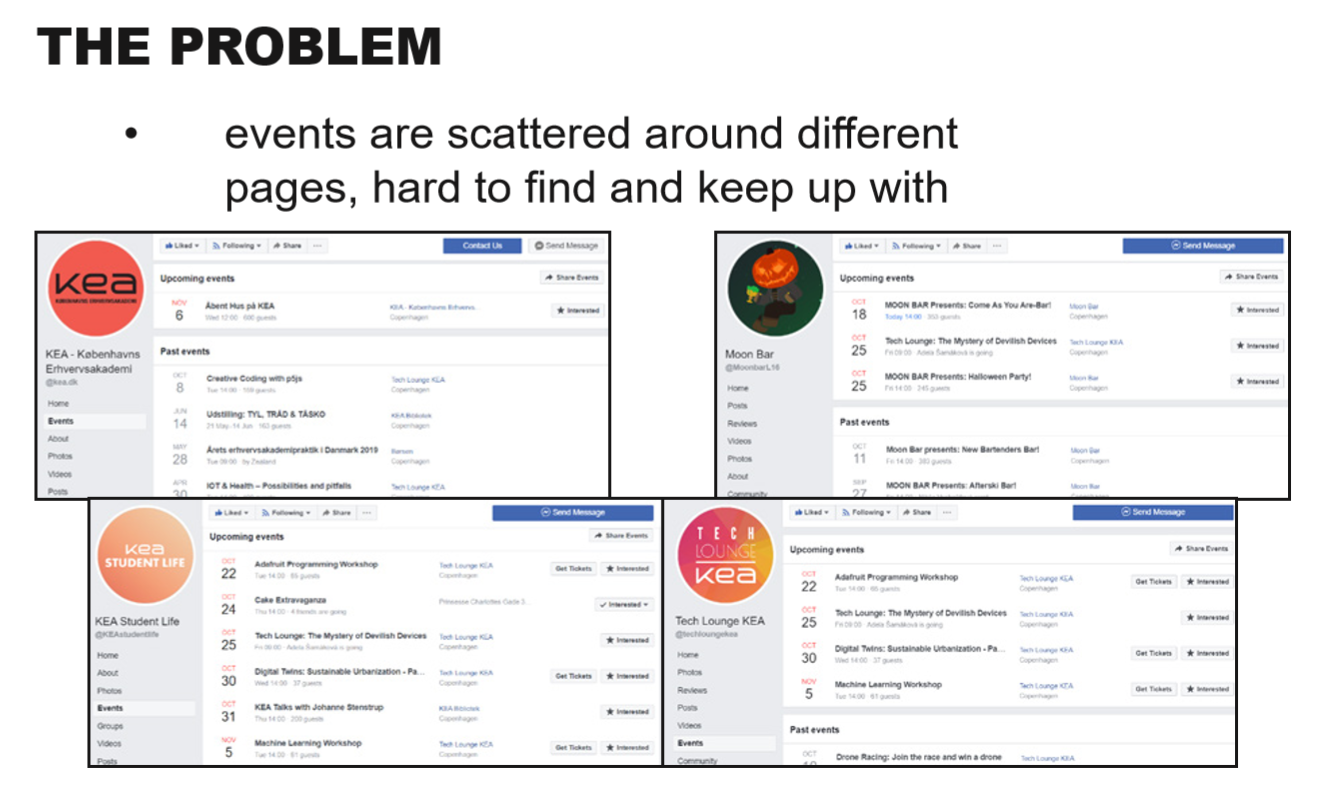 THE PROBLEM
• events are scattered around different
pages, hard to find and keep up with
kea
KØBENHAVNS ERHVERVSAKADEMI
KEA - Københavns
Erhvervsakademi
@kea.dk
Home
Events
About
Photos
Videos
Posts
Liked Following Share ...
Contact Us Send Message
Upcoming events
Share Events
NOV 6 Åbent Hus på KEA KEA - Københavns Erhvervs.. Interested
Wed 12:00 · 600 guests Copenhagen
Past events
OCT 8 Creative Coding with p5js Tech Lounge KEA
Tue 14:00 · 109 guests Copenhagen
JUN 14 Udstilling: TYL, TRÅD & TÅSKO KEA Bibliotek
21 May - 14 Jun · 163 guests Copenhagen
MAY 28 Årets erhvervsakademipraktik i Danmark 2019
Tue 09:00 · by Zealand Copenhagen
APR 30 IOT & Health – Possibilities and pitfalls Tech Lounge KEA
Moon Bar
@MoonbarL16
Home
Posts
Reviews
Videos
Photos
About
Community
Liked Following Share ...
Send Message
Upcoming events
Share Events
OCT 18 MOON BAR Presents: Come As You Are-Bar! Moon Bar Interested
Today 14:00 · 353 guests Copenhagen
OCT 25 Tech Lounge: The Mystery of Devilish Devices Tech Lounge KEA Interested
Fri 09:00 · Adela Šamáková is going Copenhagen
OCT 25 MOON BAR Presents: Halloween Party! Moon Bar Interested
Fri 14:00 · 245 guests Copenhagen
Past events
OCT 11 Moon Bar presents: New Bartenders Bar! Moon Bar
Fri 14:00 · 380 guests Copenhagen
SEP 27 MOON BAR Presents: Afterski Bar! Moon Bar
kea
STUDENT LIFE
KEA Student Life
@KEAstudentlife
Home
About
Photos
Events
Groups
Videos
Posts
Liked Following Share ...
Send Message
Upcoming events
Share Events
OCT 22 Adafruit Programming Workshop Tech Lounge KEA Get Tickets Interested
Tue 14:00 · guests Copenhagen
OCT 24 Cake Extravaganza Prinsesse Charlottes Gade 3... Interested
Thu 14:00 · 4 friends are going
OCT 25 Tech Lounge: The Mystery of Devilish Devices Tech Lounge KEA Interested
Fri 09:00 · Adela Šamáková is going Copenhagen
OCT 30 Digital Twins: Sustainable Urbanization - Pa... Tech Lounge KEA Get Tickets Interested
Wed 14:00 · 37 guests Copenhagen
OCT 31 KEA Talks with Johanne Stenstrup KEA Bibliotek Interested
Thu 14:00 · 200 guests Copenhagen
NOV 5 Machine Learning Workshop Tech Lounge KEA Get Tickets Interested
Tue 14:00 · 61 guests Copenhagen
TECH
LOUNGE
kea
Tech Lounge KEA
@techloungekea
Home
Photos
Reviews
Posts
Videos
Events
Community
Liked Following Share ...
Send Message
Upcoming events
Share Events
OCT 22 Adafruit Programming Workshop Tech Lounge KEA Get Tickets Interested
Tue 14:00 · guests Copenhagen
OCT 25 Tech Lounge: The Mystery of Devilish Devices Tech Lounge KEA Interested
Fri 09:00 · Adela Šamáková is going Copenhagen
OCT 30 Digital Twins: Sustainable Urbanization - Pa... Tech Lounge KEA Get Tickets Interested
Wed 14:00 · 37 guests Copenhagen
NOV 5 Machine Learning Workshop Tech Lounge KEA Get Tickets Interested
Tue 14:00 · 61 guests Copenhagen
Past events
OCT Drone Racing: Join the race and win a drone Tech Lounge KEA